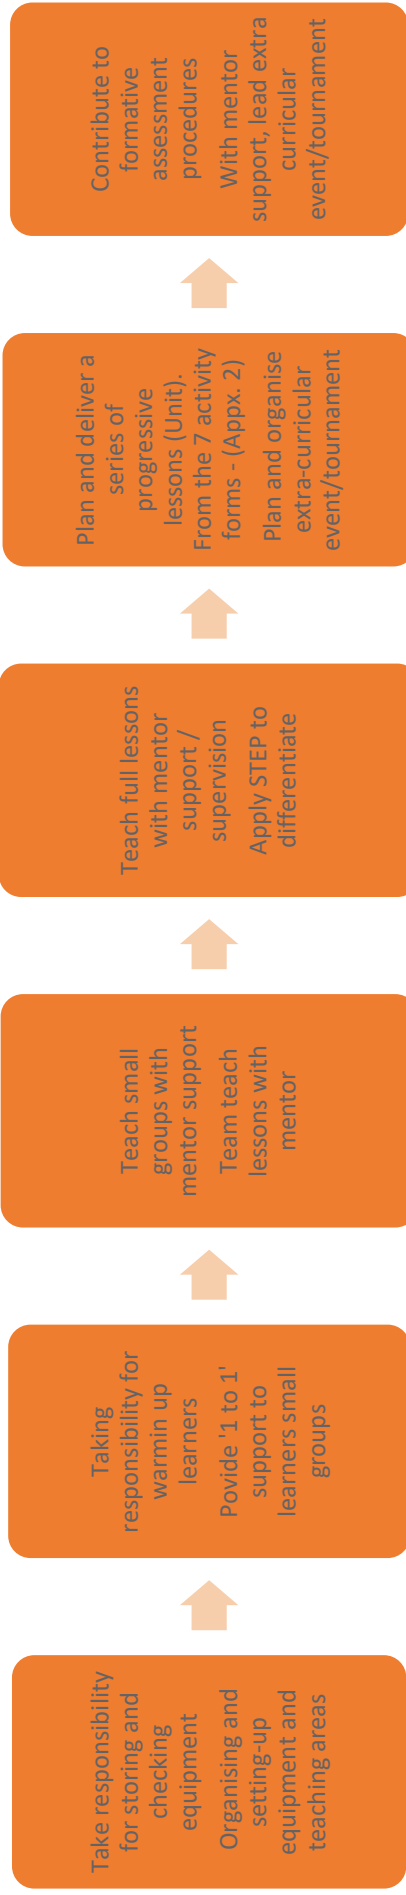 Take responsibility
for storing and
checking
equipment
Organising and
setting-up
equipment and
teaching areas
Taking
responsibility for
warmin up
learners
Povide '1 to 1'
support to
learners small
groups
Teach small
groups with
mentor support
Team teach
lessons with
mentor
Teach full lessons
with mentor
support /
supervision
Apply STEP to
differentiate
Plan and deliver a
series of
progressive
lessons (Unit).
From the 7 activity
forms - (Appx. 2)
Plan and organise
extra-curricular
event/tournament
Contribute to
formative
assessment
procedures
With mentor
support, lead extra
curricular
event/tournament